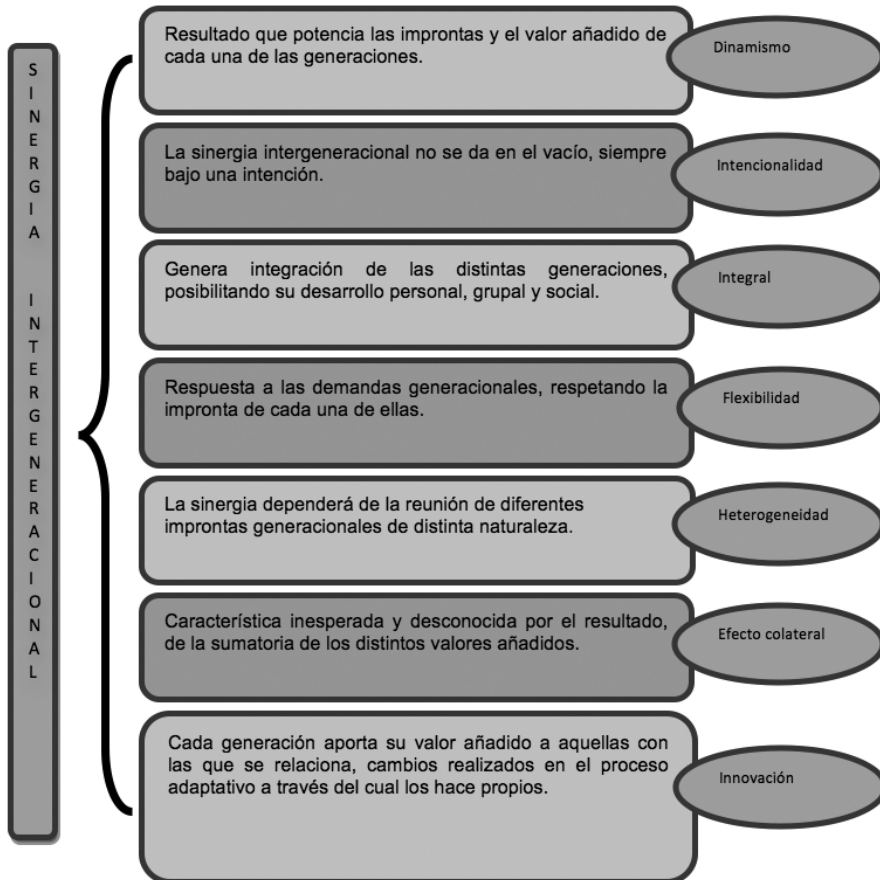 SINERGIA INTERGENERACIONAL
Resultado que potencia las improntas y el valor añadido de
cada una de las generaciones.
Dinamismo
La sinergia intergeneracional no se da en el vacío, siempre
bajo una intención.
Intencionalidad
Genera integración de las distintas generaciones,
posibilitando su desarrollo personal, grupal y social.
Integral
Respuesta a las demandas generacionales, respetando la
impronta de cada una de ellas.
Flexibilidad
La sinergia dependerá de la reunión de diferentes
improntas generacionales de distinta naturaleza.
Heterogeneidad
Característica inesperada y desconocida por el resultado,
de la sumatoria de los distintos valores añadidos.
Efecto colateral
Cada generación aporta su valor añadido a aquellas con
las que se relaciona, cambios realizados en el proceso
adaptativo a través del cual los hace propios.
Innovación